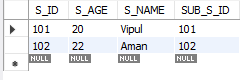 S_ID S_AGE S_NAME SUB_S_ID
101 20 Vipul 101
102 22 Aman 102
NULL NULL NULL NULL